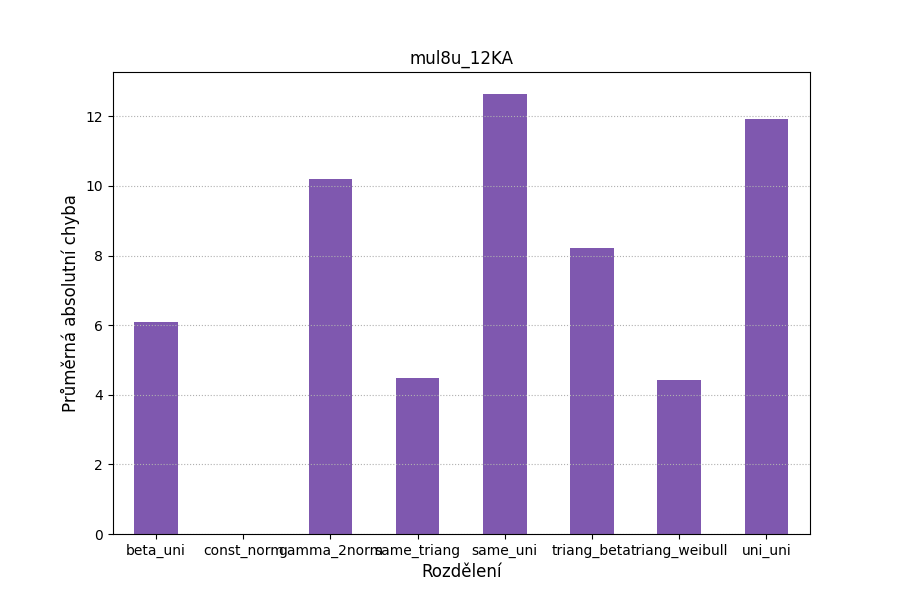 mul8u_12KA
Průměrná absolutní chyba
12
10
8
6
4
2
0
beta_uni const_norm gamma_2norm same_triang same_uni triang_beta triang_weibull uni_uni
Rozdělení